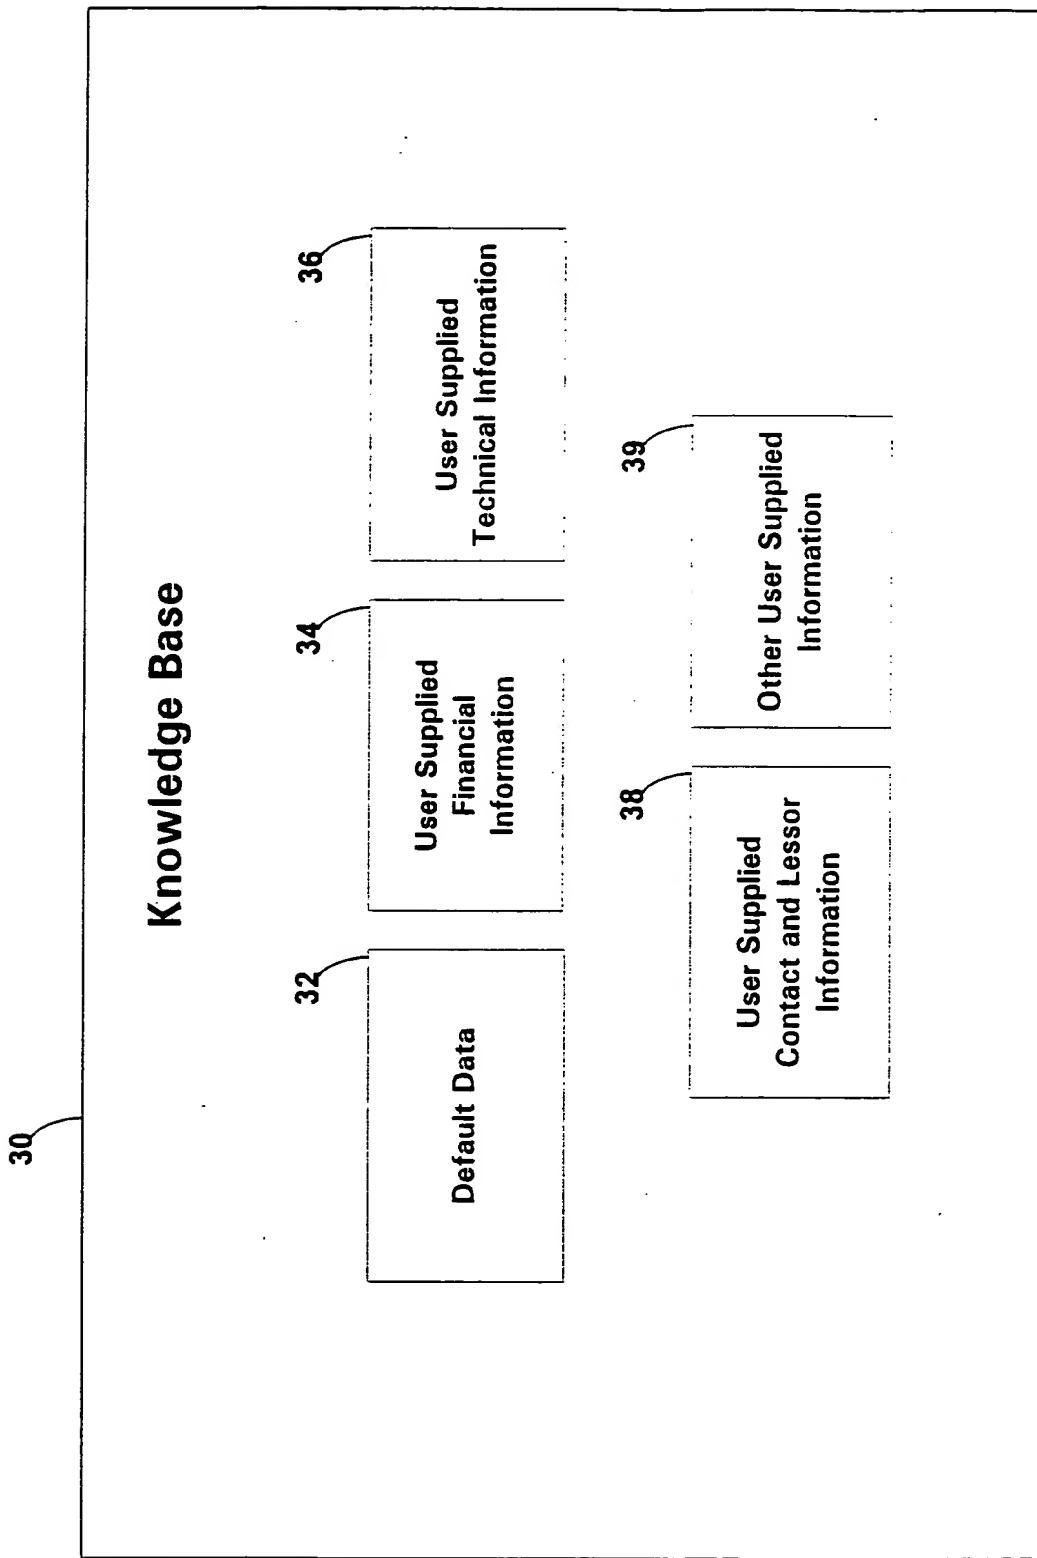 30
Knowledge Base
32
Default Data
34
User Supplied
Financial
Information
36
User Supplied
Technical Information
38
User Supplied
Contact and Lessor
Information
39
Other User Supplied
Information